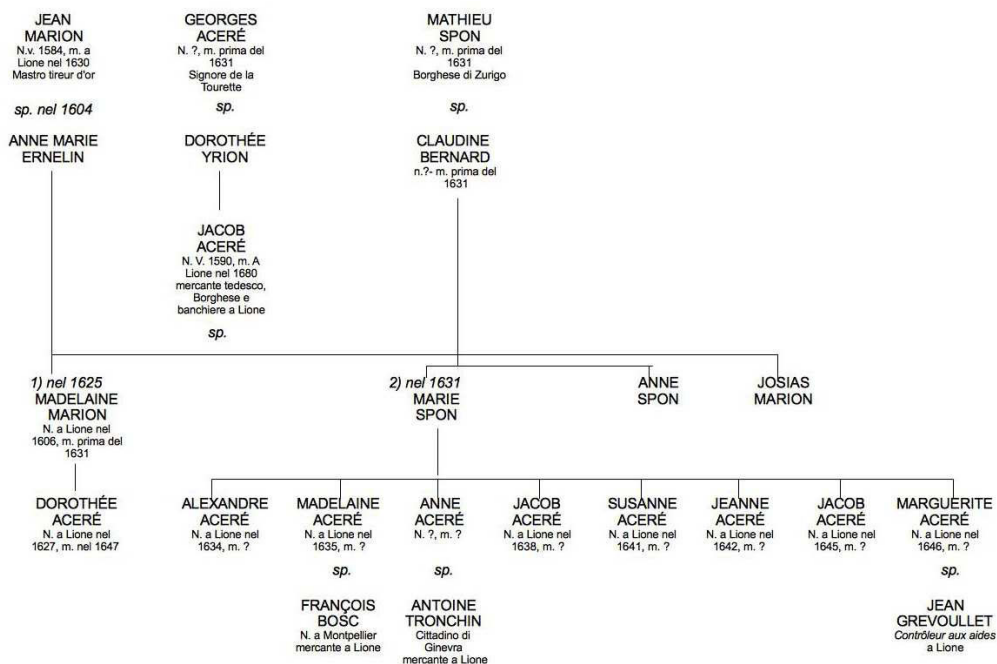 JEAN
MARION
N.v. 1584, m. a
Lione nel 1630
Mastro tireur d'or
sp. nel 1604
ANNE MARIE
ERNELIN
GEORGES
ACERÉ
N. ?, m. prima del
1631
Signore de la
Tourette
sp.
DOROTHÉE
YRION
MATHIEU
SPON
N. ?, m. prima del
1631
Borghese di Zurigo
sp.
CLAUDINE
BERNARD
n.?- m. prima del
1631
JACOB
ACERÉ
N. V. 1590, m. A
Lione nel 1680
mercante tedesco,
Borghese e
banchiere a Lione
sp.
1) nel 1625
MADELAINE
MARION
N. a Lione nel
1606, m. prima del
1631
2) nel 1631
MARIE
SPON
ANNE
SPON
JOSIAS
MARION
DOROTHÉE
ACERÉ
N. a Lione nel
1627, m. nel 1647
ALEXANDRE
ACERÉ
N. a Lione nel
1634, m. ?
MADELAINE
ACERÉ
N. a Lione nel
1635, m. ?
sp.
FRANÇOIS
BOSC
N. a Montpellier
mercante a Lione
ANNE
ACERÉ
N. ?, m. ?
sp.
ANTOINE
TRONCHIN
Cittadino di
Ginevra
mercante a Lione
JACOB
ACERÉ
N. a Lione nel
1638, m. ?
SUSANNE
ACERÉ
N. a Lione nel
1641, m. ?
JEANNE
ACERÉ
N. a Lione nel
1642, m. ?
JACOB
ACERÉ
N. a Lione nel
1645, m. ?
MARGUERITE
ACERÉ
N. a Lione nel
1646, m. ?
sp.
JEAN
GREVOULLET
Contrôleur aux aides
a Lione